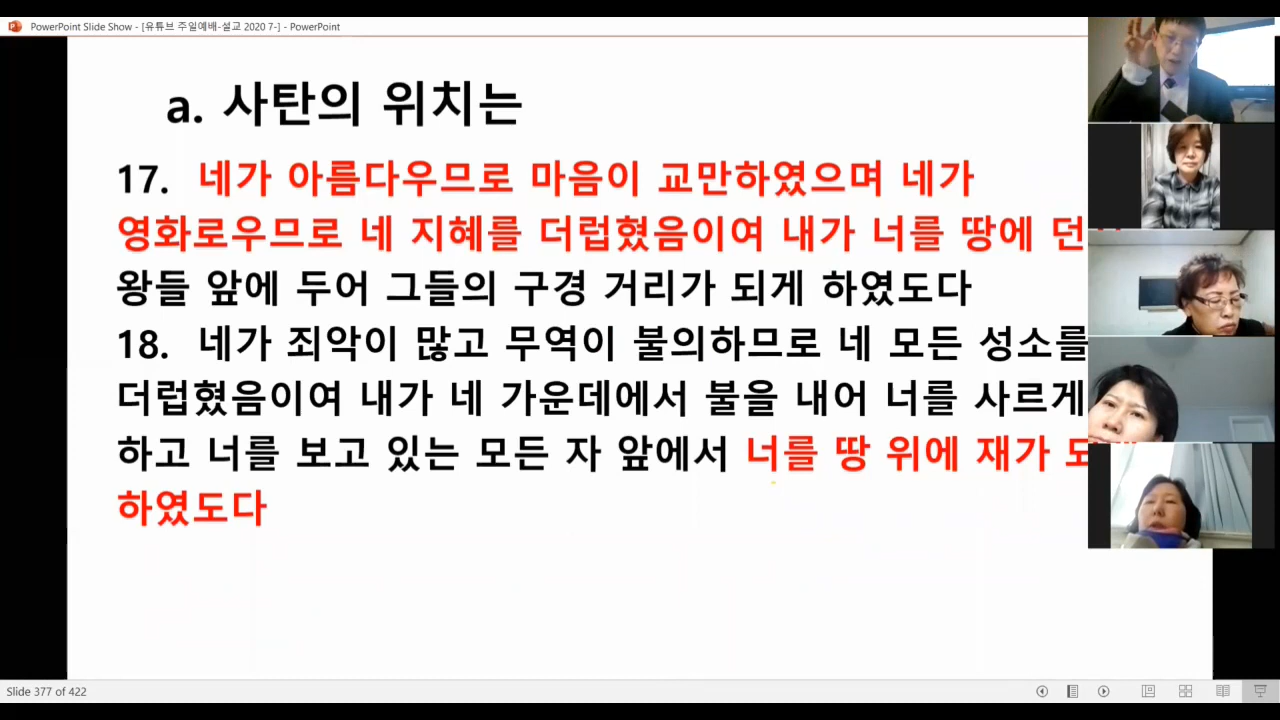 PowerPoint Slide Show - [유튜브 주일예배-설교 2020 7-] - PowerPoint
a. 사탄의 위치는
17. 네가 아름다우므로 마음이 교만하였으며 네가
영화로우므로 네 지혜를 더럽혔음이여 내가 너를 땅에
왕들 앞에 두어 그들의 구경 거리가 되게 하였도다
18. 네가 죄악이 많고 무역이 불의하므로 네 모든 성소를
더럽혔음이여 내가 네 가운데에서 불을 내어 너를 사르게
하고 너를 보고 있는 모든 자 앞에서 너를 땅 위에 재가
하였도다
Slide 377 of 422